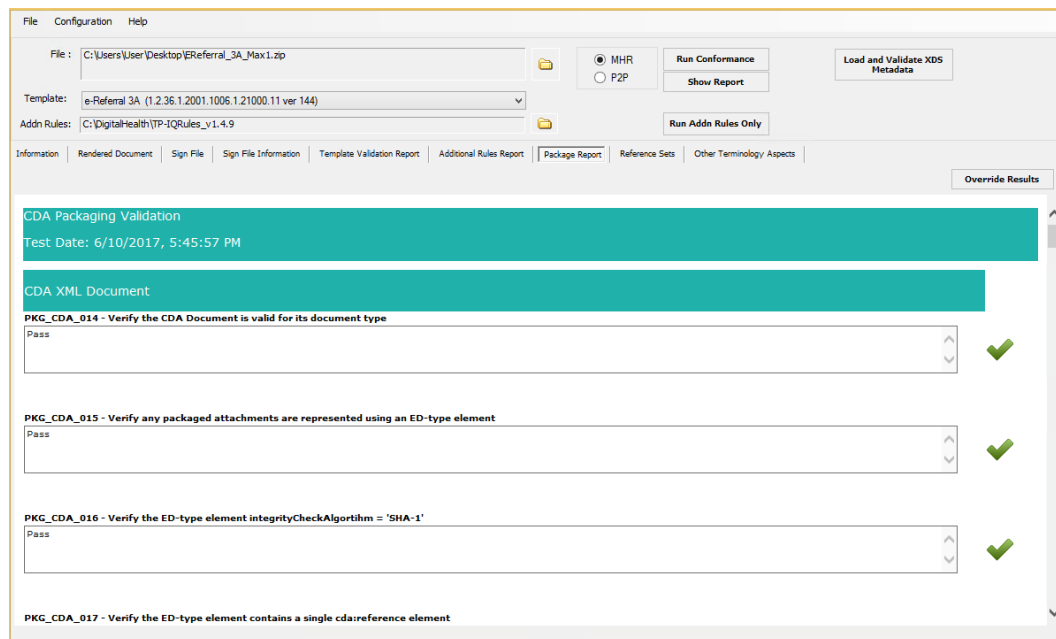 File Configuration Help
File : C:\Users\User\Desktop\EReferral_3A_Max1.zip
MHR
P2P
Run Conformance
Show Report
Load and Validate XDS
Metadata
Template: e-Referral 3A (1.2.36.1.2001.1006.1.21000.11 ver 144)
Addn Rules: C:\DigitalHealth\TP-IQRules_v1.4.9
Run Addn Rules Only
Information Rendered Document Sign File Sign File Information Template Validation Report Additional Rules Report Package Report Reference Sets Other Terminology Aspects
Override Results
CDA Packaging Validation
Test Date: 6/10/2017, 5:45:57 PM
CDA XML Document
PKG_CDA_014 - Verify the CDA Document is valid for its document type
Pass
PKG_CDA_015 - Verify any packaged attachments are represented using an ED-type element
Pass
PKG_CDA_016 - Verify the ED-type element integrityCheckAlgortihm = 'SHA-1'
Pass
PKG_CDA_017 - Verify the ED-type element contains a single cda:reference element